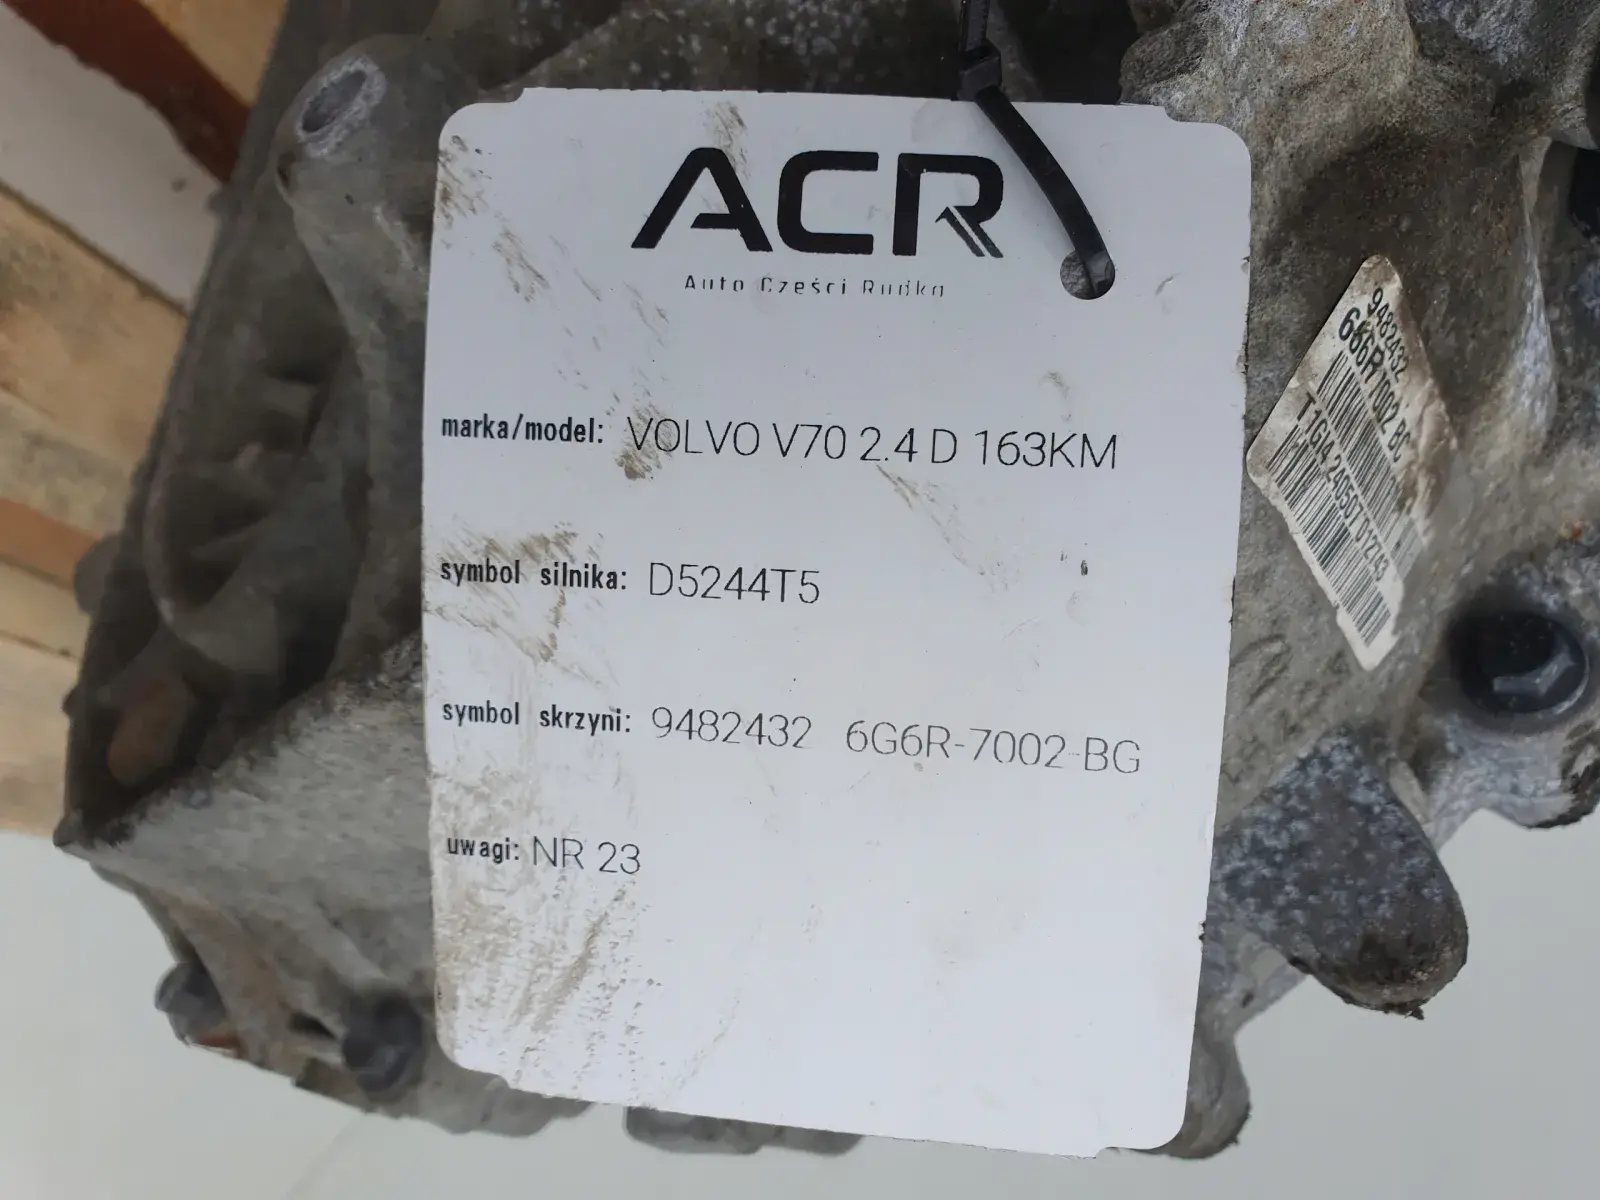 ACR
Auto Części Rudka
marka/model: VOLVO V70 2.4 D 163KM
symbol silnika: D5244T5
symbol skrzyni: 9482432 6G6R-7002-BG
uwagi: NR 23
9482432
6G6R 7002 BG